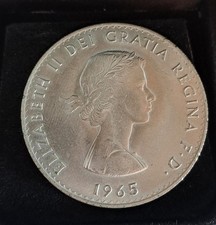 ELIZABETH II DEI GRATIA REGINA F.D.
1965